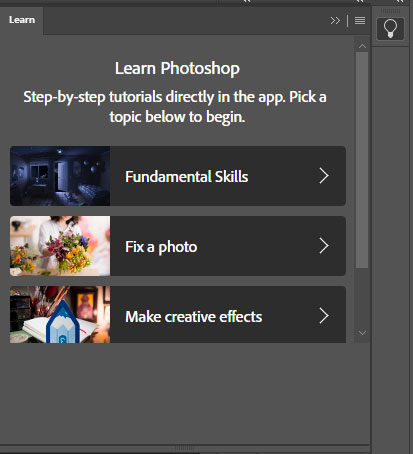 Learn
Learn Photoshop
Step-by-step tutorials directly in the app. Pick a
topic below to begin.
Fundamental Skills
Fix a photo
Make creative effects